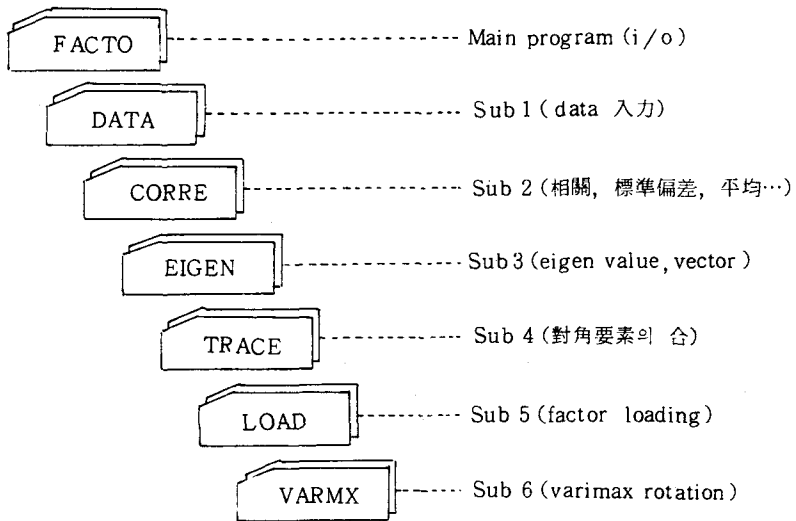 FACTO Main program (i/o)
DATA Sub 1 (data 入力)
CORRE Sub 2 (相關, 標準偏差, 平均…)
EIGEN Sub 3 (eigen value, vector)
TRACE Sub 4 (對角要素의 合)
LOAD Sub 5 (factor loading)
VARMX Sub 6 (varimax rotation)